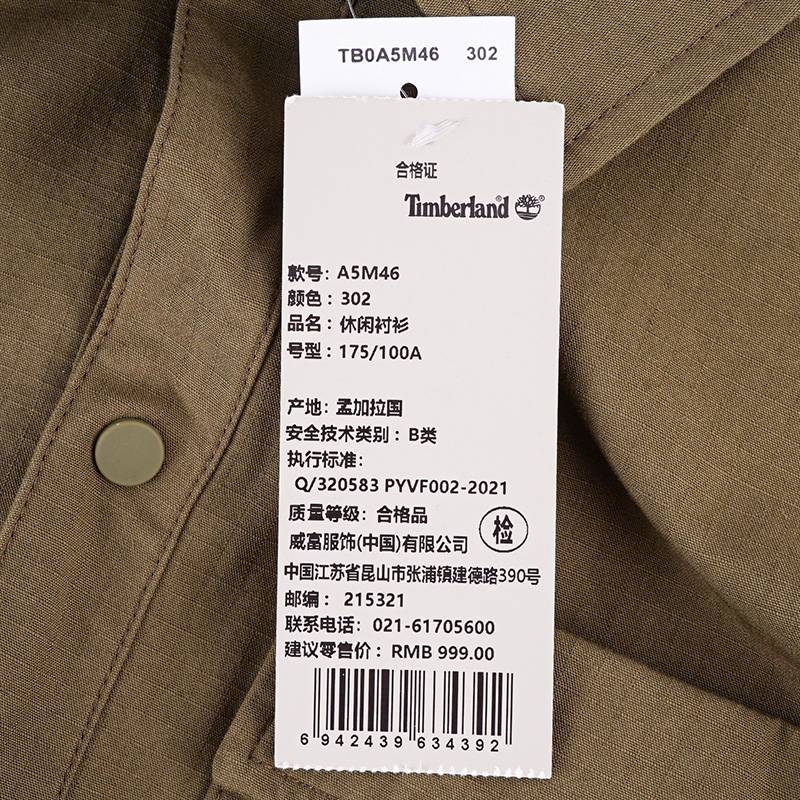 TB0A5M46 302
合格证
Timberland
款号: A5M46
颜色: 302
品名: 休闲衬衫
号型: 175/100A
产地: 孟加拉国
安全技术类别: B类
执行标准:
Q/320583 PYVF002-2021
质量等级: 合格品
检
威富服饰(中国)有限公司
中国江苏省昆山市张浦镇建德路390号
邮编: 215321
联系电话: 021-61705600
建议零售价: RMB 999.00
6 942439 634392